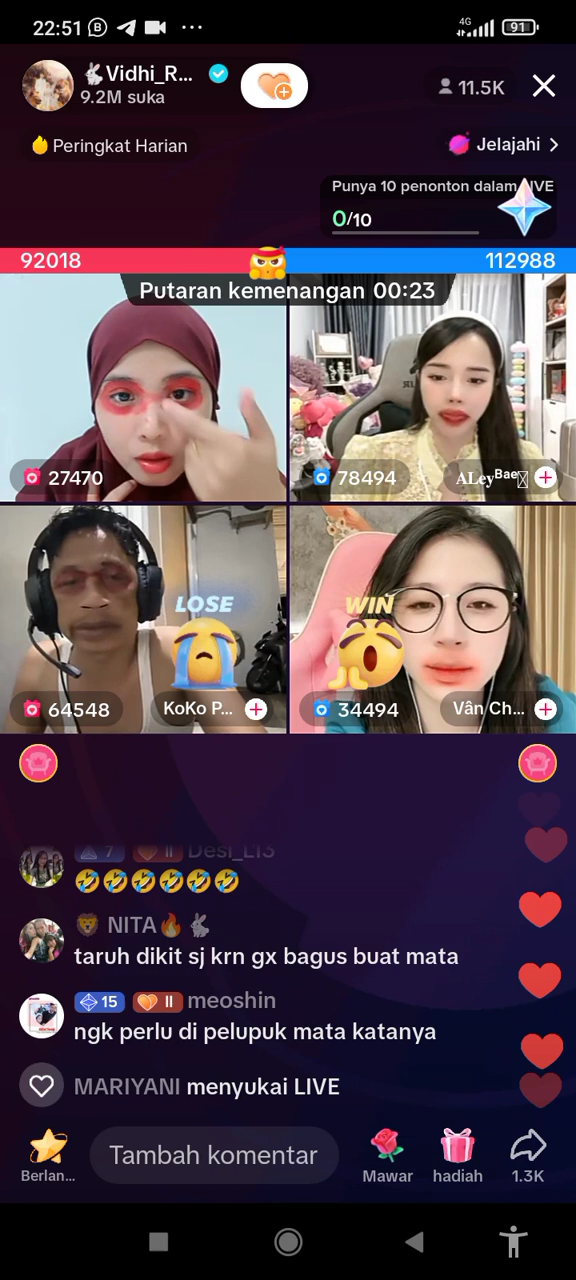 22:51
4G
91
🐇Vidhi_R...
9.2M suka
11.5K
Peringkat Harian
Jelajahi
Punya 10 penonton dalam LIVE
0/10
92018
112988
Putaran kemenangan 00:23
27470
78494
ALeyBae
LOSE
WIN
64548
KoKo P...
34494
Vân Ch...
7 II Desi_L13
🤣🤣🤣🤣🤣🤣
🦁 NITA🔥🐇
taruh dikit sj krn gx bagus buat mata
15 II meoshin
ngk perlu di pelupuk mata katanya
MARIYANI menyukai LIVE
Berlan...
Tambah komentar
Mawar
hadiah
1.3K